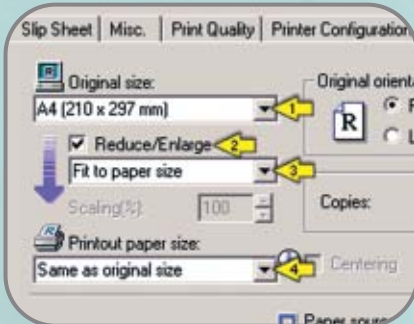 Slip Sheet Misc. Print Quality Printer Configuration
Original size:
A4 (210 x 297 mm)
1
Reduce/Enlarge
2
Fit to paper size
3
Scaling(%):
100
Printout paper size:
Same as original size
4
Original orient
R
Copies:
Centering
Paper source